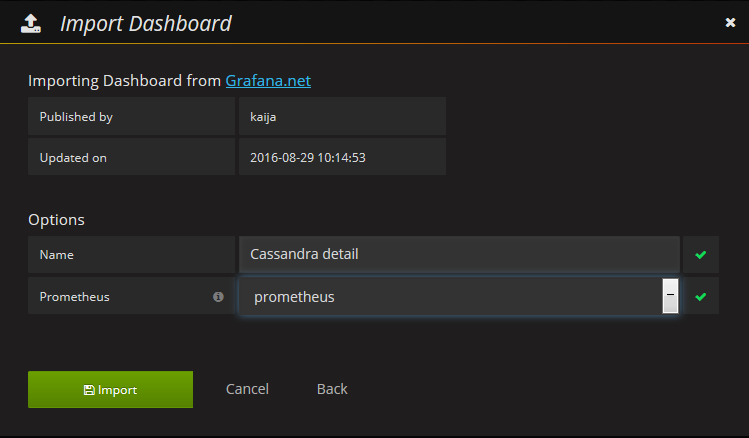 Import Dashboard
Importing Dashboard from Grafana.net
Published by kaija
Updated on 2016-08-29 10:14:53
Options
Name Cassandra detail
Prometheus prometheus
Import Cancel Back